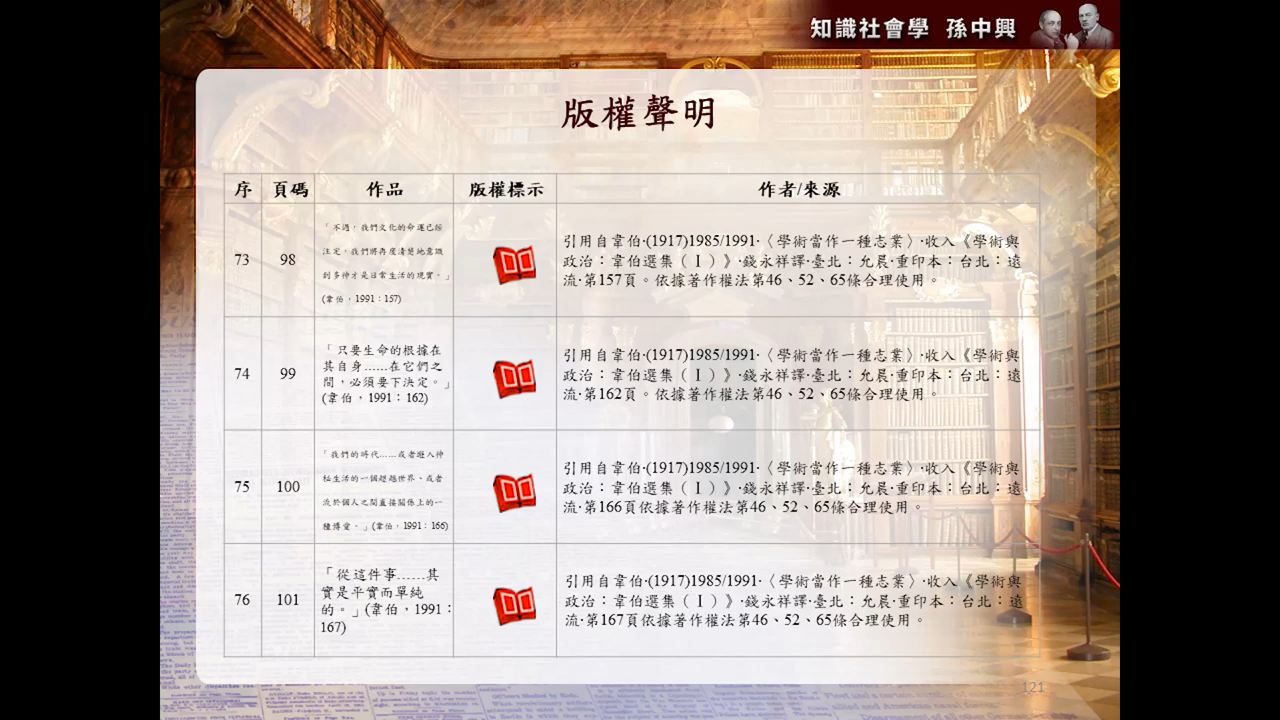 知識社會學 孫中興
版權聲明
序 頁碼 作品 版權標示 作者/來源
73 98
「不過，我們文化的命運已經
注定，我們將再度清楚地意識
到多神才是日常生活的現實。」
(韋伯，1991：157)
引用自韋伯·(1917)1985/1991·〈學術當作一種志業〉·收入《學術與
政治：韋伯選集（Ⅰ）》·錢永祥譯·臺北：允晨·重印本：台北：遠
流·第157頁。依據著作權法第46、52、65條合理使用。
74 99
「只要生命的根據在
其自身……在它們之
間，必須要下決定。」
(韋伯，1991：162)
引用自韋伯·(1917)1985/1991·〈學術當作一種志業〉·收入《學術與
政治：韋伯選集（Ⅰ）》·錢永祥譯·臺北：允晨·重印本：台北：遠
流·第162頁。依據著作權法第46、52、65條合理使用。
75 100
我們的時代……或者遁入神
秘生活的一個超越世界、或者
流於個人之間直接關係上的一
種博愛。」(韋伯，1991：166)
引用自韋伯·(1917)1985/1991·〈學術當作一種志業〉·收入《學術與
政治：韋伯選集（Ⅰ）》·錢永祥譯·臺北：允晨·重印本：台北：遠
流·第166頁依據著作權法第46、52、65條合理使用。
76 101
「……這件事……其
實是平實而單純
的。」(韋伯，1991：
167)
引用自韋伯·(1917)1985/1991·〈學術當作一種志業〉·收入《學術與
政治：韋伯選集（Ⅰ）》·錢永祥譯·臺北：允晨·重印本：台北：遠
流·第167頁依據著作權法第46、52、65條合理使用。
121